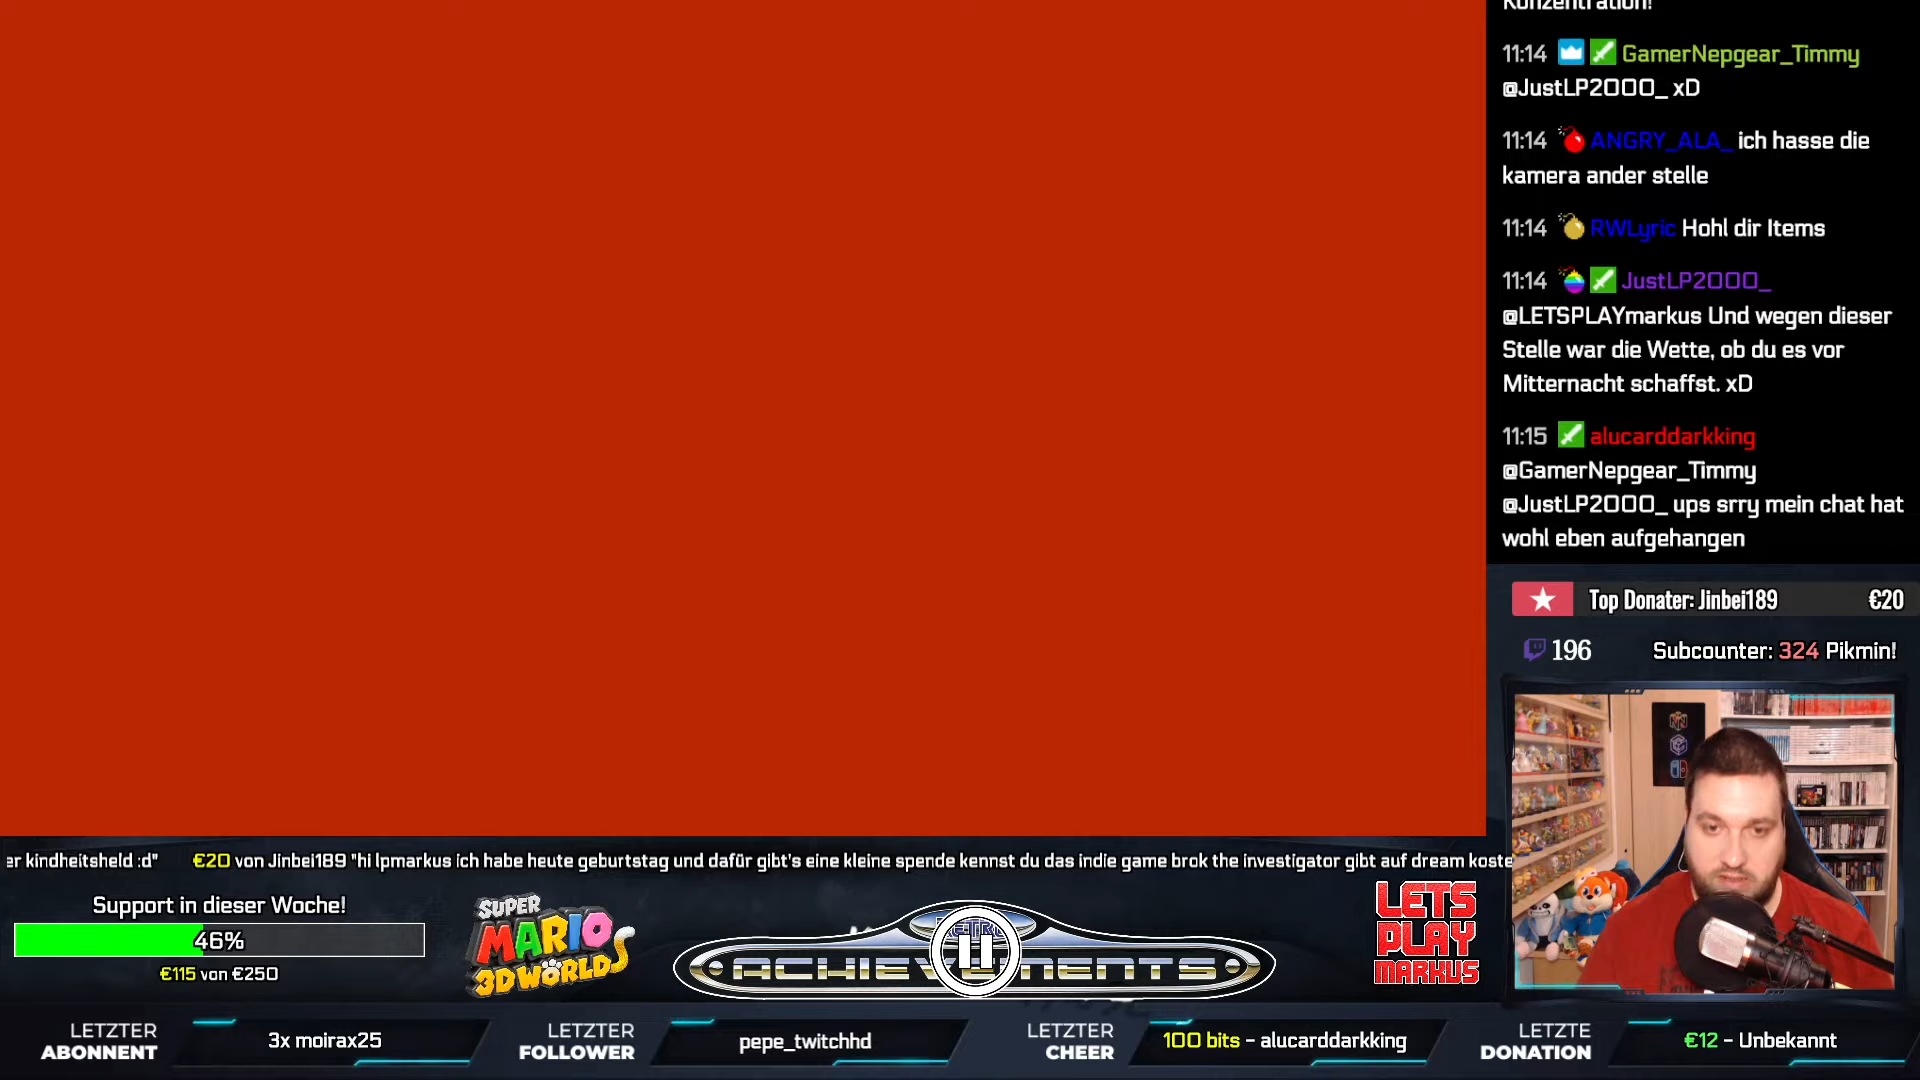 Konzentration!
11:14 GamerNepgear_Timmy
@JustLP2000_ xD
11:14 ANGRY_ALA_ ich hasse die
kamera ander stelle
11:14 RWLyric Hohl dir Items
11:14 JustLP2000_
@LETSPLAYmarkus Und wegen dieser
Stelle war die Wette, ob du es vor
Mitternacht schaffst. xD
11:15 alucarddarkking
@GamerNepgear_Timmy
@JustLP2000_ ups srry mein chat hat
wohl eben aufgehangen
Top Donater: Jinbei189 €20
196 Subcounter: 324 Pikmin!
er kindheitsheld :d" €20 von Jinbei189 "hi lpmarkus ich habe heute geburtstag und dafür gibt's eine kleine spende kennst du das indie game brok the investigator gibt auf dream koste
Support in dieser Woche!
46%
€115 von €250
SUPER
MARIO
3D WORLD
RETRO
ACHIEVEMENTS
LETS
PLAY
MARKUS
LETZTER
ABONNENT
3x moirax25
LETZTER
FOLLOWER
pepe_twitchhd
LETZTER
CHEER
100 bits - alucarddarkking
LETZTE
DONATION
€12 - Unbekannt